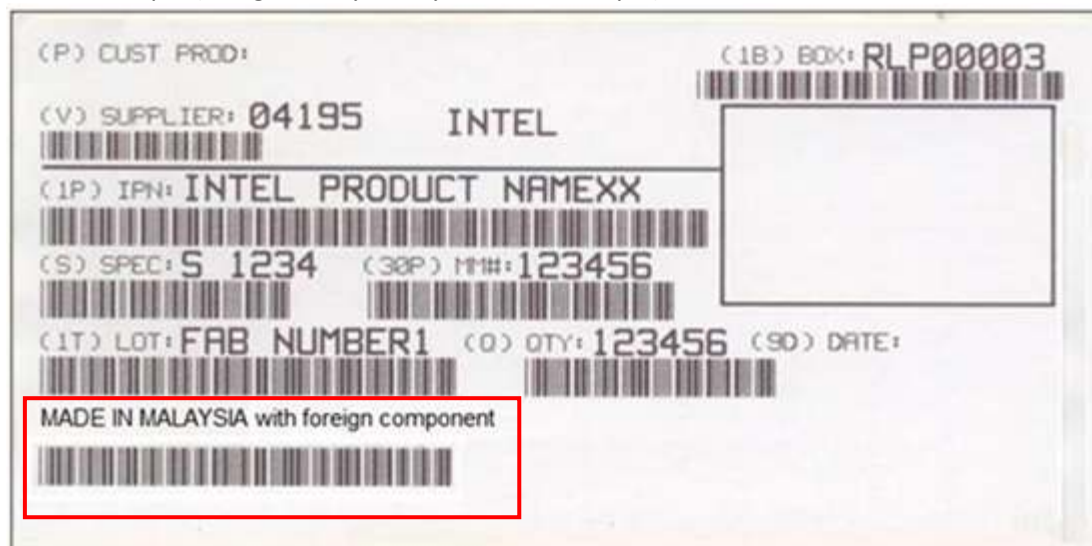 (P) CUST PROD:
(1B) BOX: RLP00003
(V) SUPPLIER: 04195 INTEL
(1P) IPN: INTEL PRODUCT NAMEXX
(S) SPEC: S 1234 (30P) MM#: 123456
(1T) LOT: FAB NUMBER1 (Q) QTY: 123456 (9D) DATE:
MADE IN MALAYSIA with foreign component